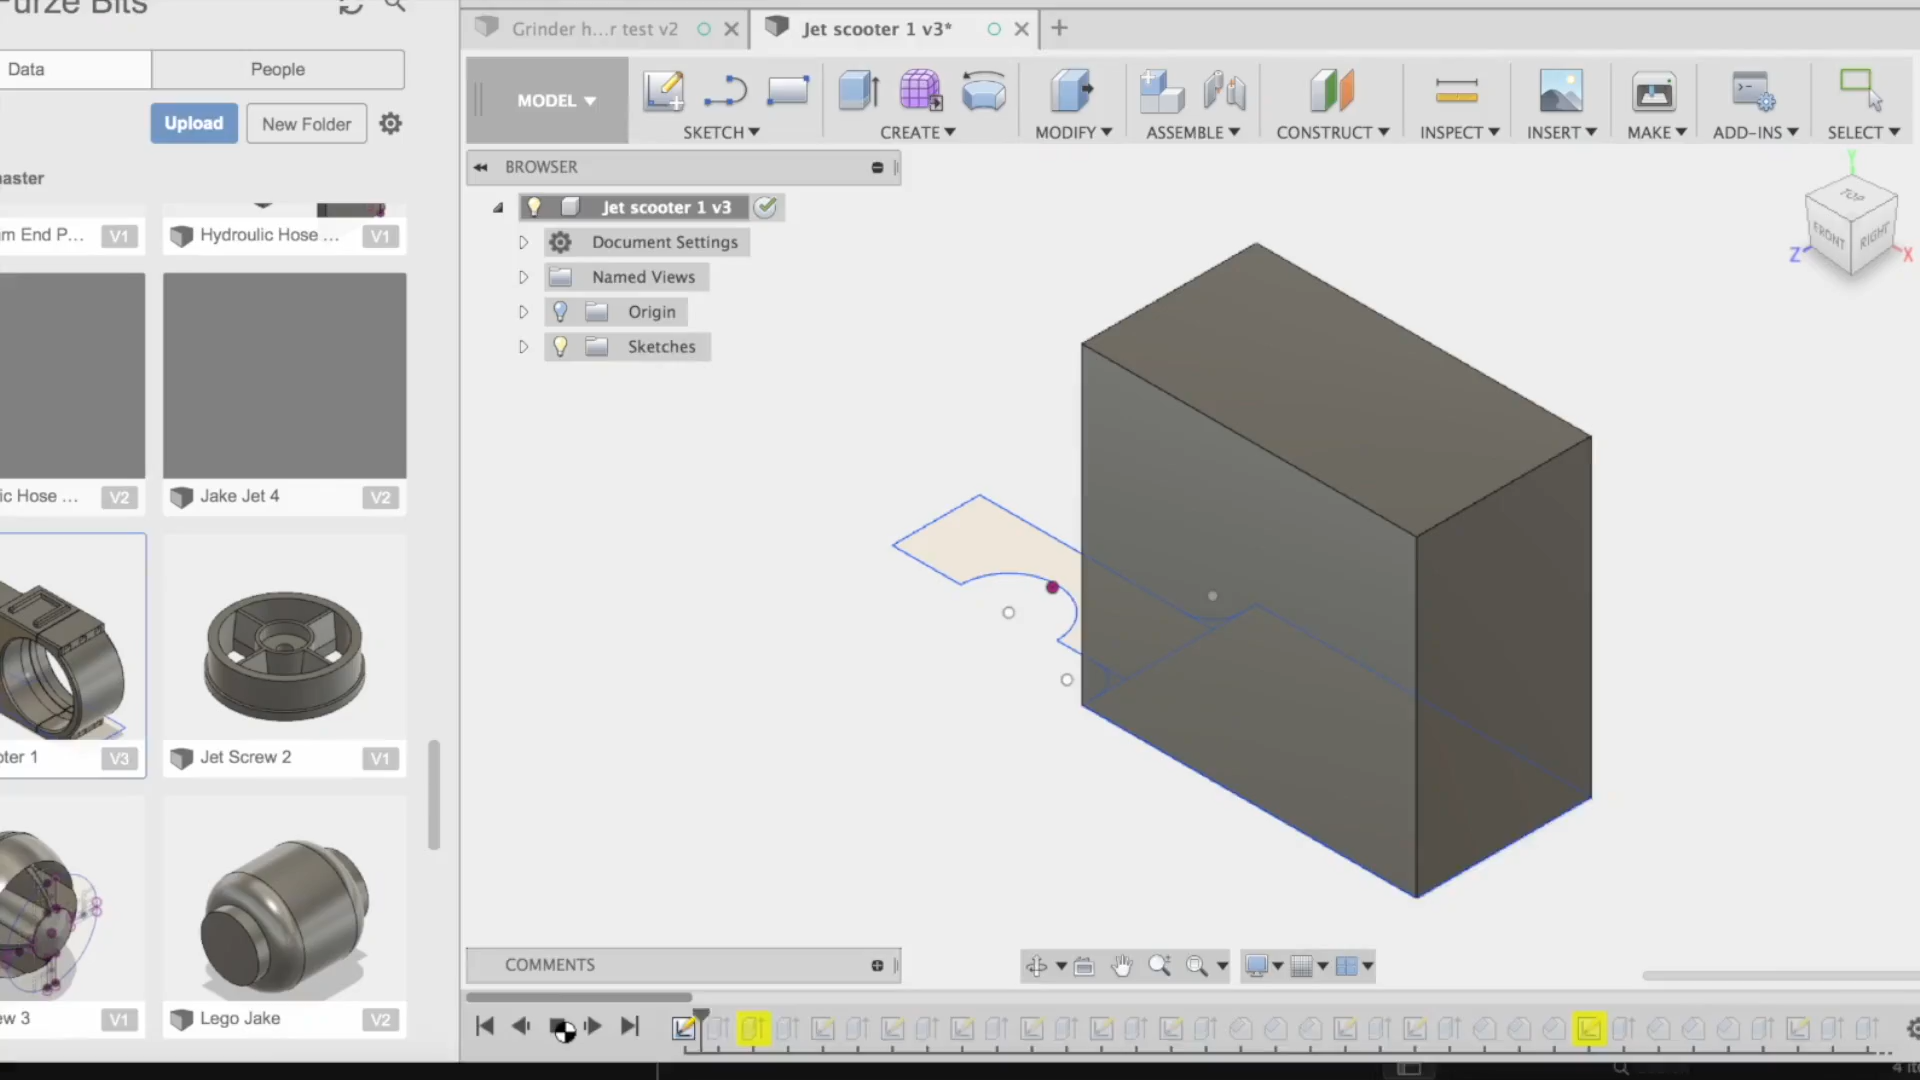 Furze Bits
Data
People
Upload
New Folder
aster
m End P...
V1
Hydroulic Hose ...
V1
ic Hose ...
V2
Jake Jet 4
V2
oter 1
V3
Jet Screw 2
V1
ew 3
V1
Lego Jake
V2
Grinder h...r test v2
Jet scooter 1 v3*
MODEL
SKETCH
CREATE
MODIFY
ASSEMBLE
CONSTRUCT
INSPECT
INSERT
MAKE
ADD-INS
SELECT
BROWSER
Jet scooter 1 v3
Document Settings
Named Views
Origin
Sketches
Y
TOP
FRONT
RIGHT
Z
X
COMMENTS